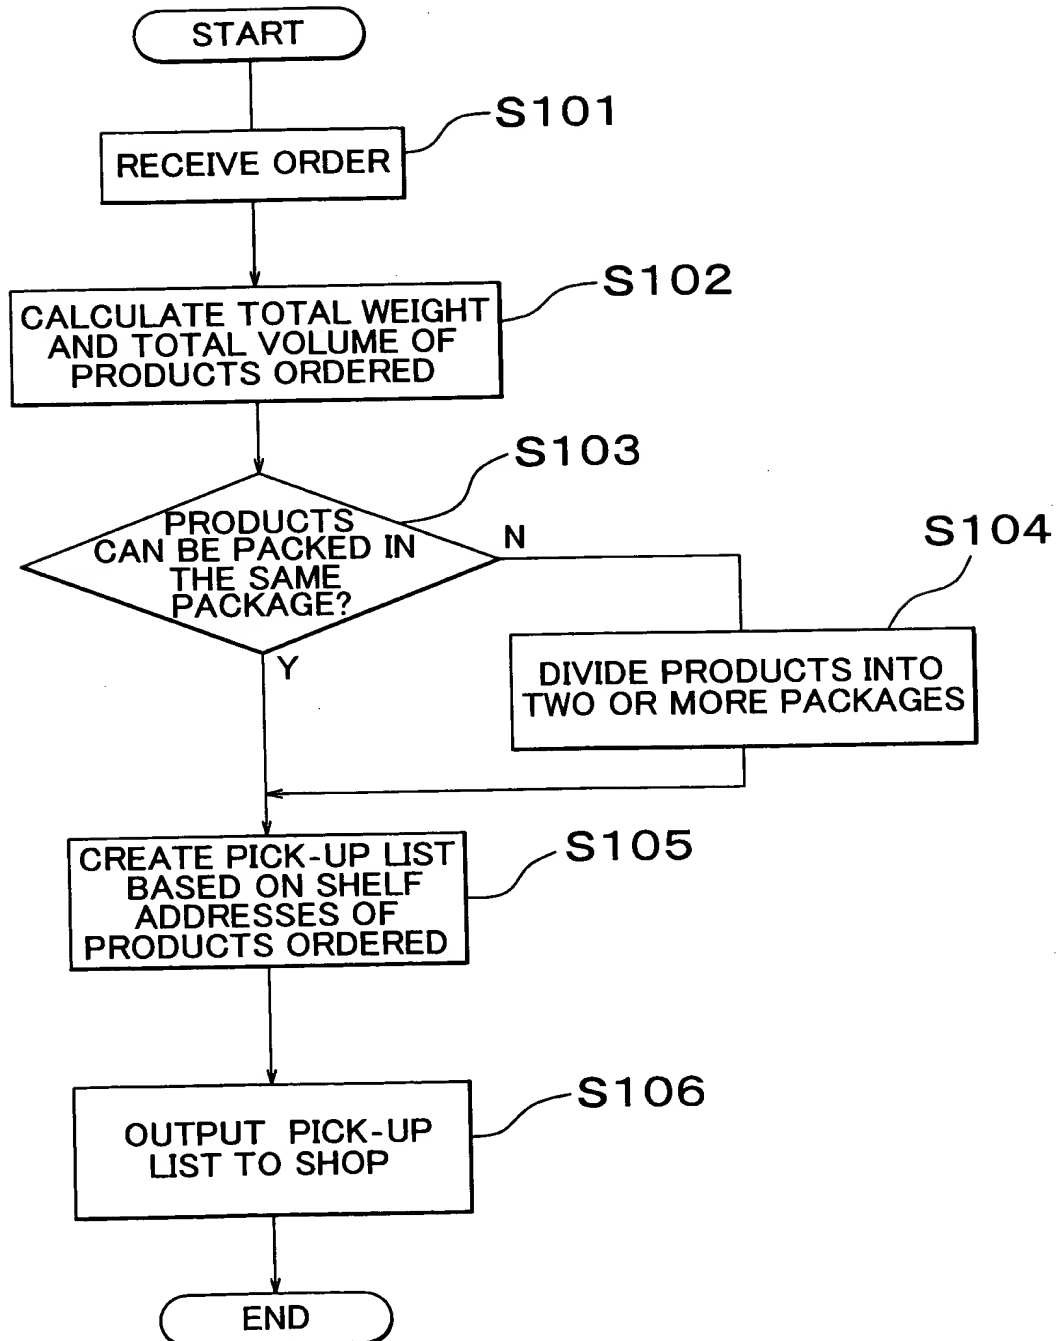 START
S101
RECEIVE ORDER
S102
CALCULATE TOTAL WEIGHT
AND TOTAL VOLUME OF
PRODUCTS ORDERED
S103
PRODUCTS
CAN BE PACKED IN
THE SAME
PACKAGE?
N
Y
S104
DIVIDE PRODUCTS INTO
TWO OR MORE PACKAGES
S105
CREATE PICK-UP LIST
BASED ON SHELF
ADDRESSES OF
PRODUCTS ORDERED
S106
OUTPUT PICK-UP
LIST TO SHOP
END